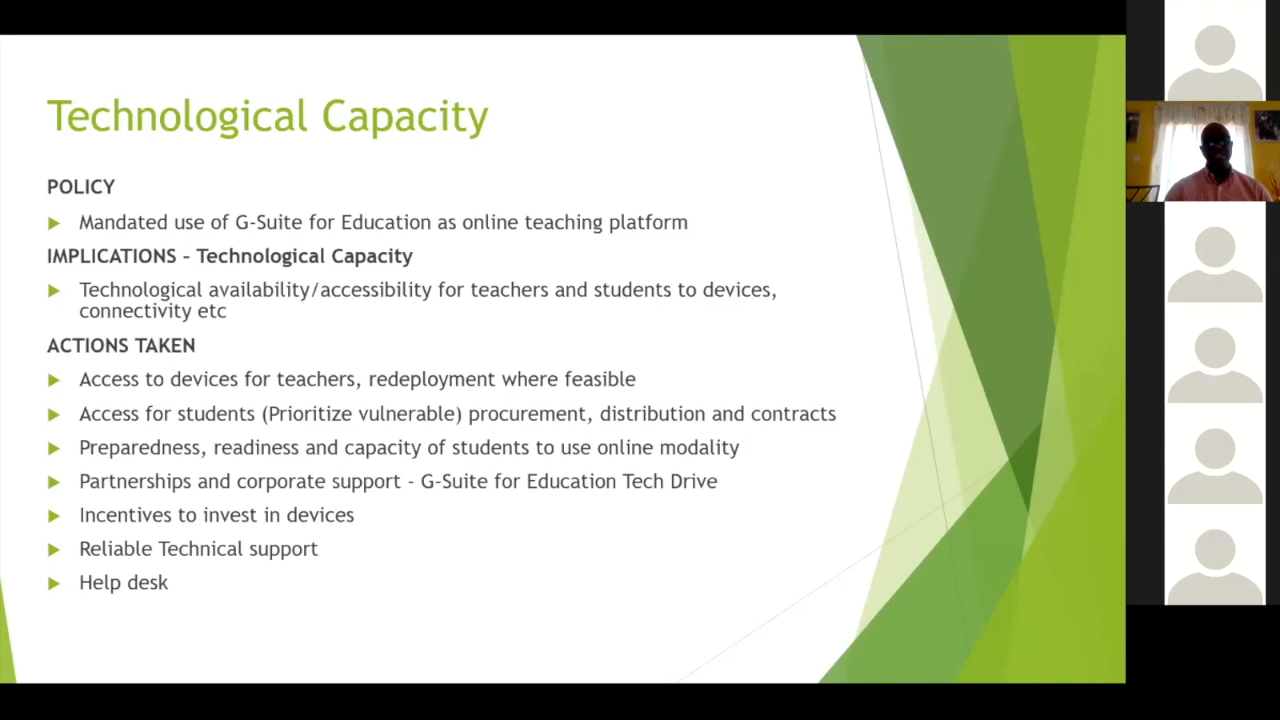 Technological Capacity
POLICY
Mandated use of G-Suite for Education as online teaching platform
IMPLICATIONS – Technological Capacity
Technological availability/accessibility for teachers and students to devices,
connectivity etc
ACTIONS TAKEN
Access to devices for teachers, redeployment where feasible
Access for students (Prioritize vulnerable) procurement, distribution and contracts
Preparedness, readiness and capacity of students to use online modality
Partnerships and corporate support - G-Suite for Education Tech Drive
Incentives to invest in devices
Reliable Technical support
Help desk